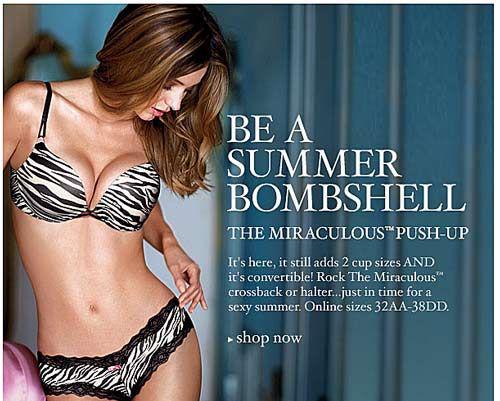 BE A
SUMMER
BOMBSHELL
THE MIRACULOUS™ PUSH-UP
It's here, it still adds 2 cup sizes AND
it's convertible! Rock The Miraculous™
crossback or halter...just in time for a
sexy summer. Online sizes 32AA-38DD.
▸ shop now